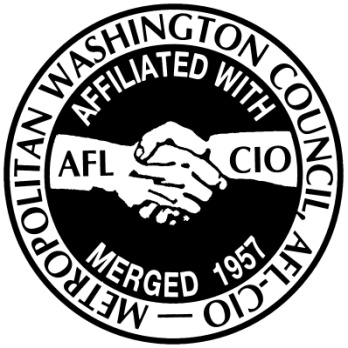 METROPOLITAN WASHINGTON COUNCIL, AFL-CIO —
AFFILIATED WITH
AFL CIO
MERGED 1957